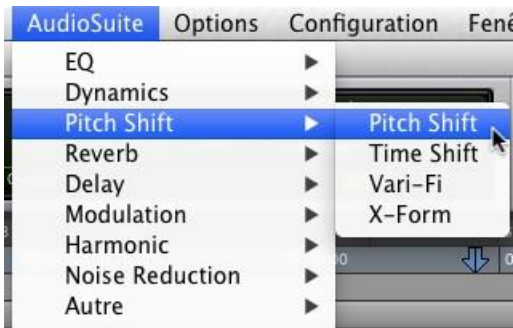 AudioSuite Options Configuration Fenê
EQ
Dynamics
Pitch Shift Pitch Shift
Reverb Time Shift
Delay Vari-Fi
Modulation X-Form
Harmonic
Noise Reduction
Autre